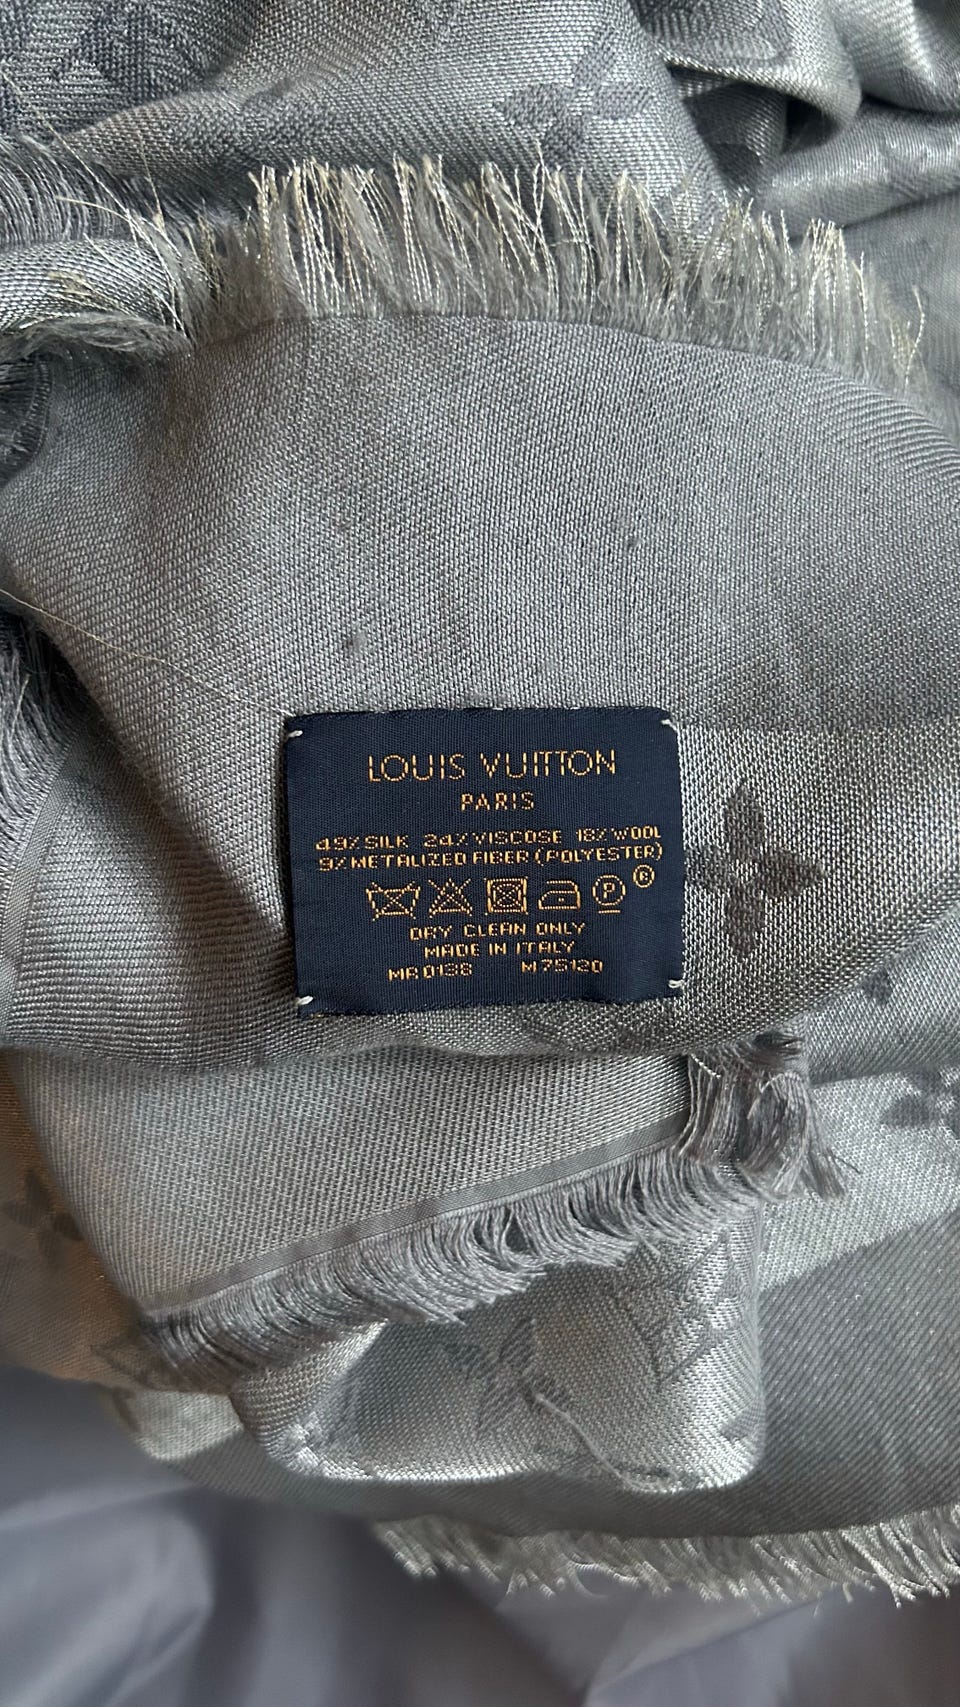 LOUIS VUITTON
PARIS
49% SILK 24% VISCOSE 18% WOOL
9% METALIZED FIBER (POLYESTER)
P ®
DRY CLEAN ONLY
MADE IN ITALY
MR0138 M75120